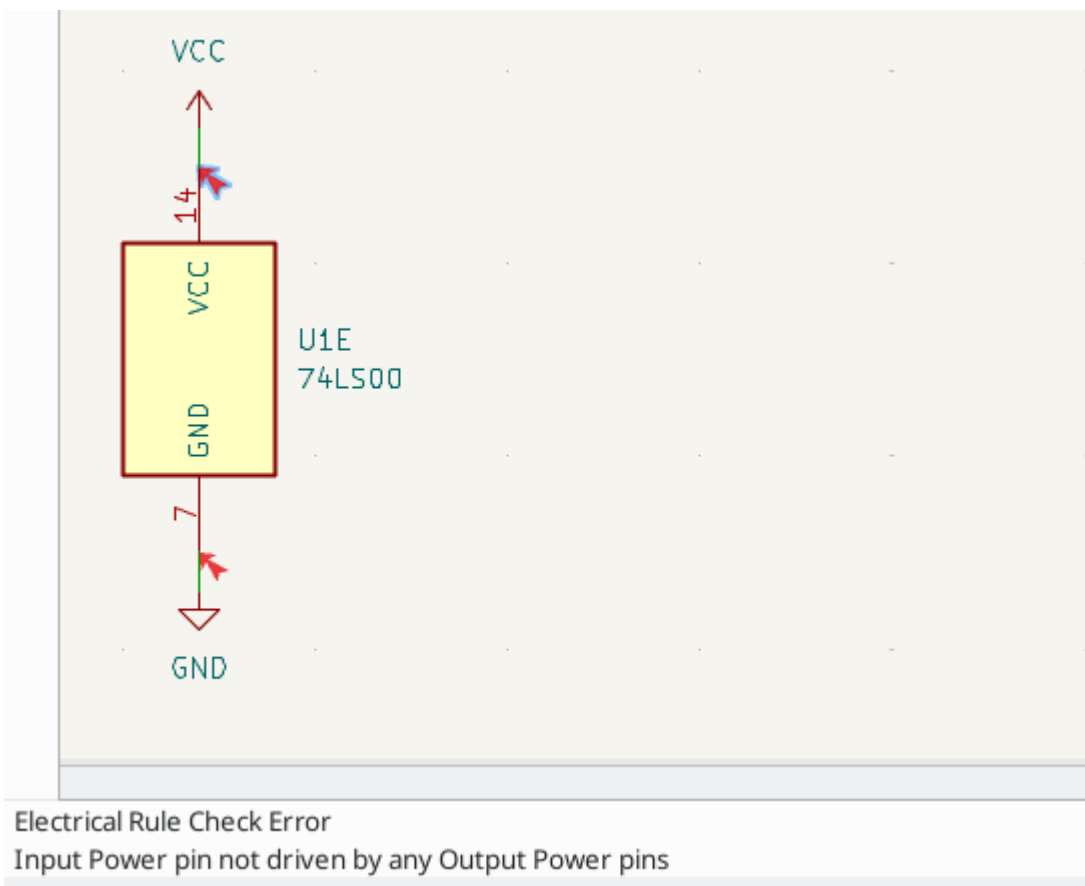 VCC
14
VCC
U1E
74LS00
GND
7
GND
Electrical Rule Check Error
Input Power pin not driven by any Output Power pins